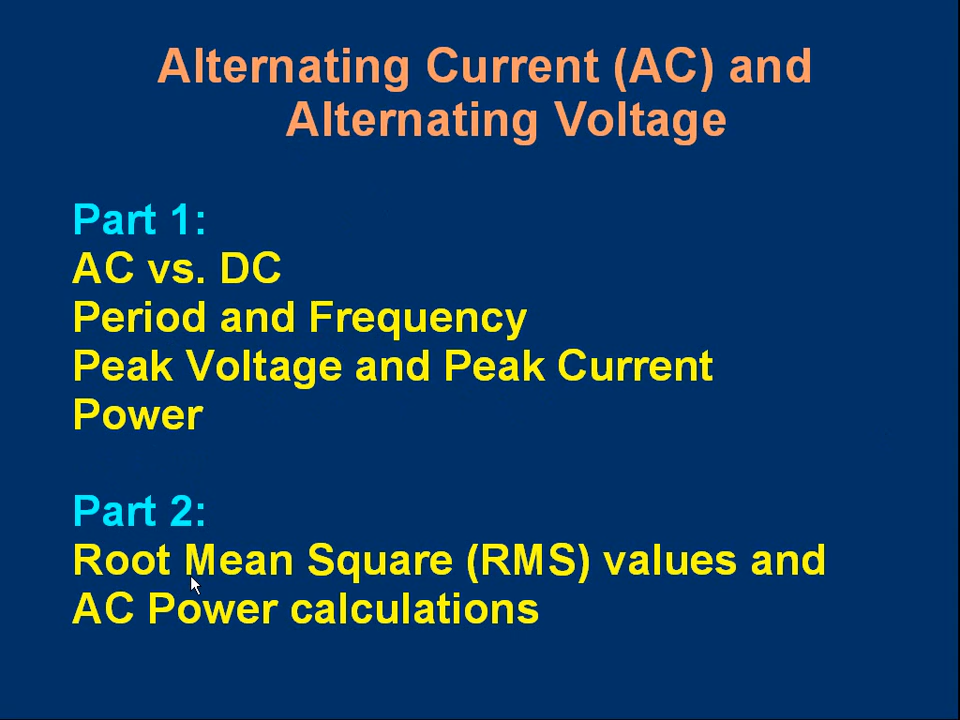 Alternating Current (AC) and
Alternating Voltage
Part 1:
AC vs. DC
Period and Frequency
Peak Voltage and Peak Current
Power
Part 2:
Root Mean Square (RMS) values and
AC Power calculations